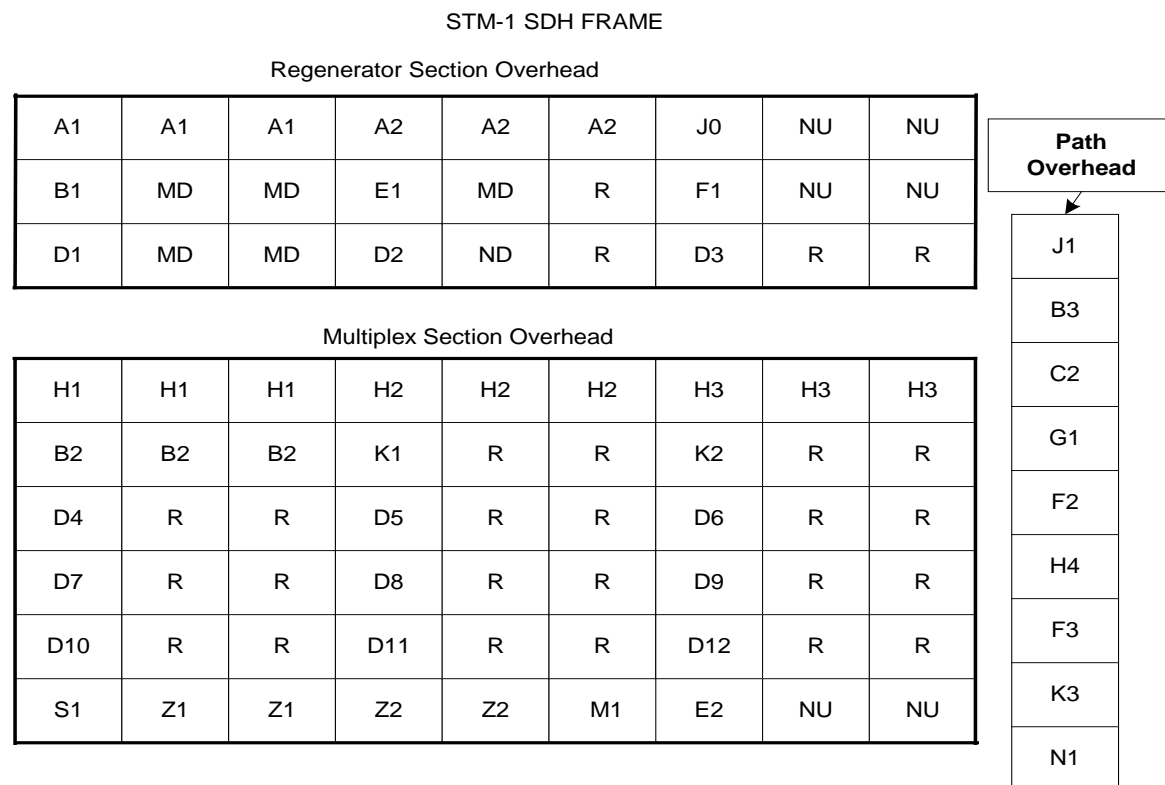 STM-1 SDH FRAME
Regenerator Section Overhead
A1 A1 A1 A2 A2 A2 J0 NU NU
B1 MD MD E1 MD R F1 NU NU
D1 MD MD D2 ND R D3 R R
Multiplex Section Overhead
H1 H1 H1 H2 H2 H2 H3 H3 H3
B2 B2 B2 K1 R R K2 R R
D4 R R D5 R R D6 R R
D7 R R D8 R R D9 R R
D10 R R D11 R R D12 R R
S1 Z1 Z1 Z2 Z2 M1 E2 NU NU
Path
Overhead
J1
B3
C2
G1
F2
H4
F3
K3
N1